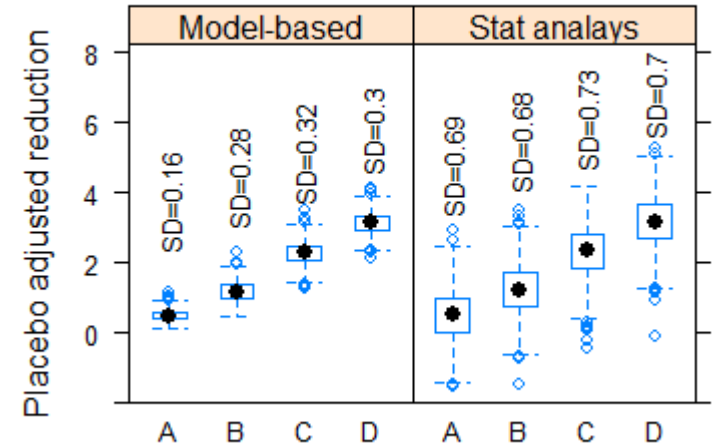 Model-based Stat analays
Placebo adjusted reduction
8
6
4
2
0
SD=0.16 SD=0.28 SD=0.32 SD=0.3 SD=0.69 SD=0.68 SD=0.73 SD=0.7
A B C D A B C D